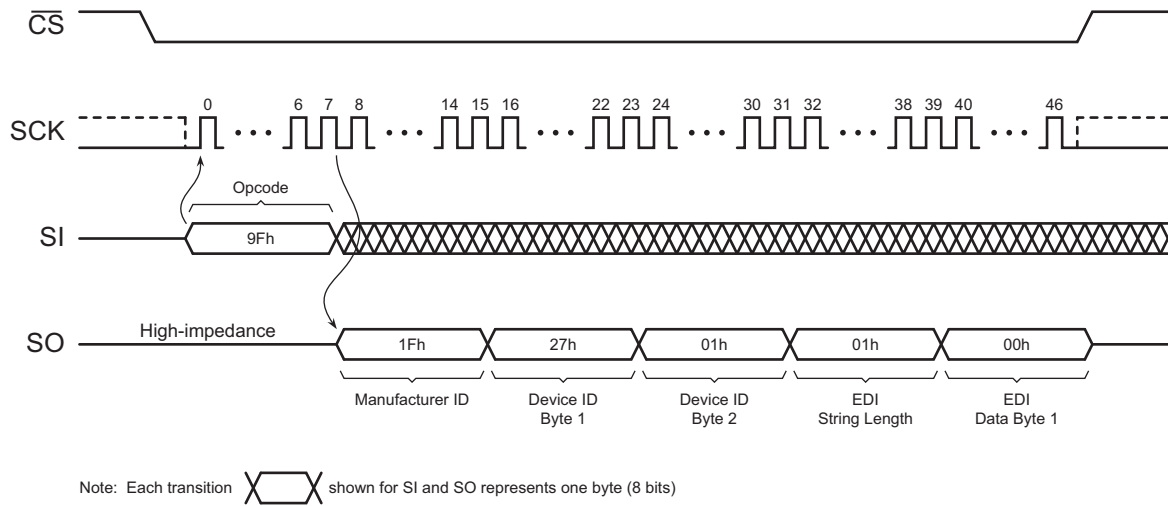 CS
0 6 7 8 14 15 16 22 23 24 30 31 32 38 39 40 46
SCK
Opcode
SI
9Fh
High-impedance
SO
1Fh 27h 01h 01h 00h
Manufacturer ID
Device ID
Byte 1
Device ID
Byte 2
EDI
String Length
EDI
Data Byte 1
Note: Each transition shown for SI and SO represents one byte (8 bits)